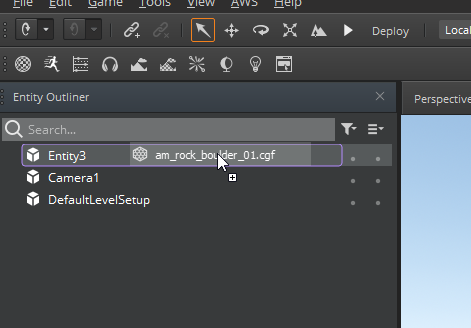 File Edit Game Tools View AWS Help
Deploy Local
Entity Outliner
Perspective
Search...
Entity3 am_rock_boulder_01.cgf
Camera1
DefaultLevelSetup